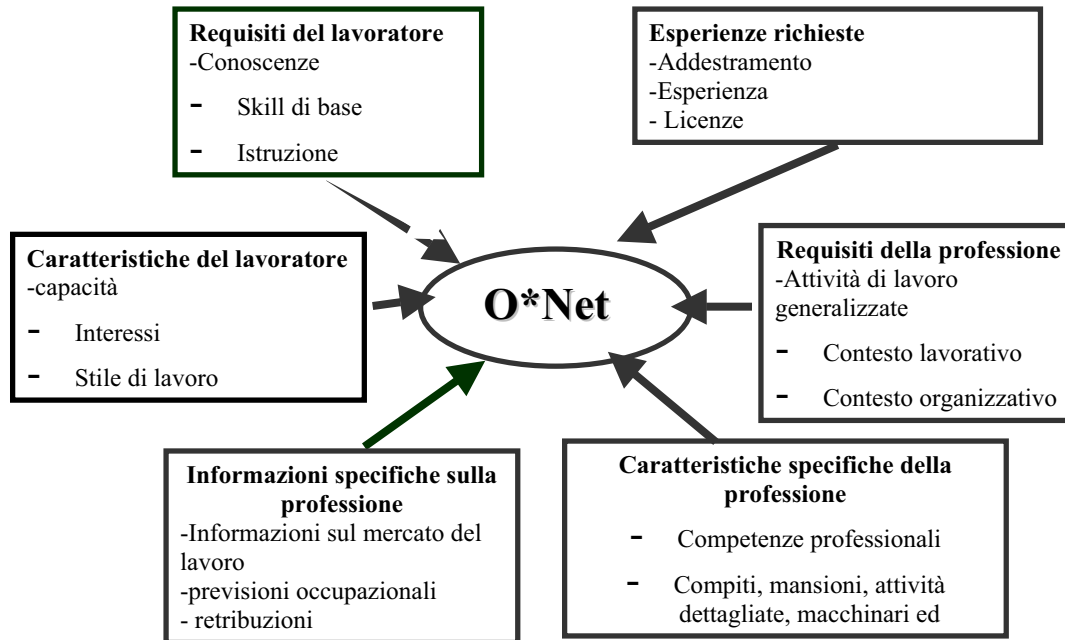 Requisiti del lavoratore
-Conoscenze
- Skill di base
- Istruzione
Esperienze richieste
-Addestramento
-Esperienza
- Licenze
Caratteristiche del lavoratore
-capacità
- Interessi
- Stile di lavoro
O*Net
Requisiti della professione
-Attività di lavoro
generalizzate
- Contesto lavorativo
- Contesto organizzativo
Informazioni specifiche sulla
professione
-Informazioni sul mercato del
lavoro
-previsioni occupazionali
- retribuzioni
Caratteristiche specifiche della
professione
- Competenze professionali
- Compiti, mansioni, attività
dettagliate, macchinari ed